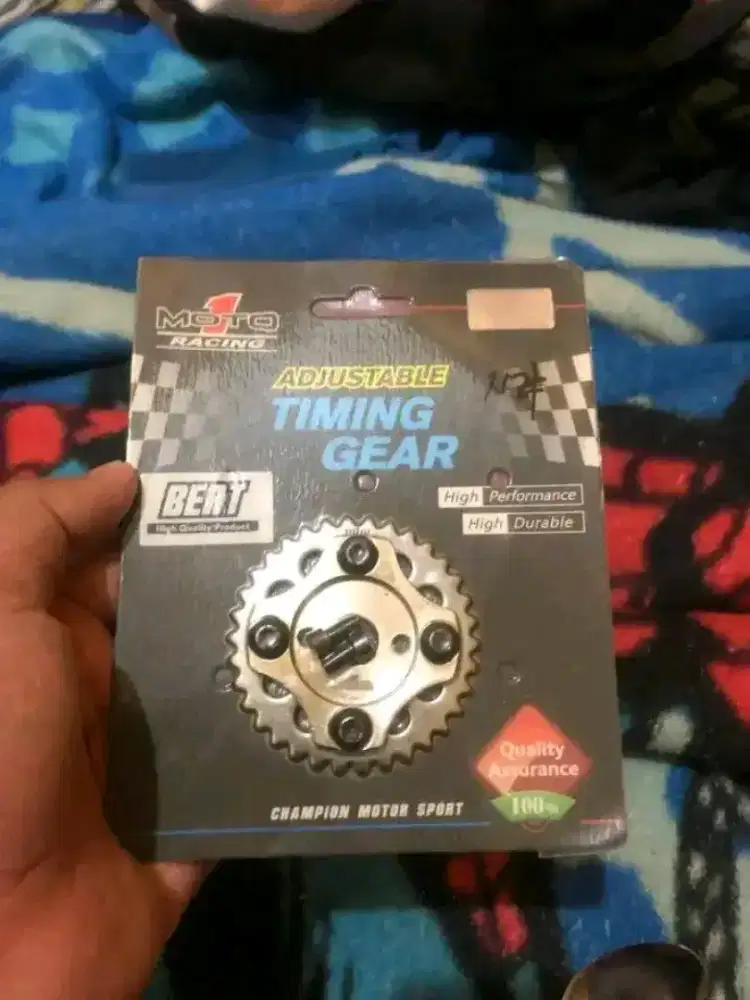 MOTO 1
RACING
ADJUSTABLE
TIMING
GEAR
BERT
High Quality Product
High Performance
High Durable
Quality
Assurance
100%
CHAMPION MOTOR SPORT